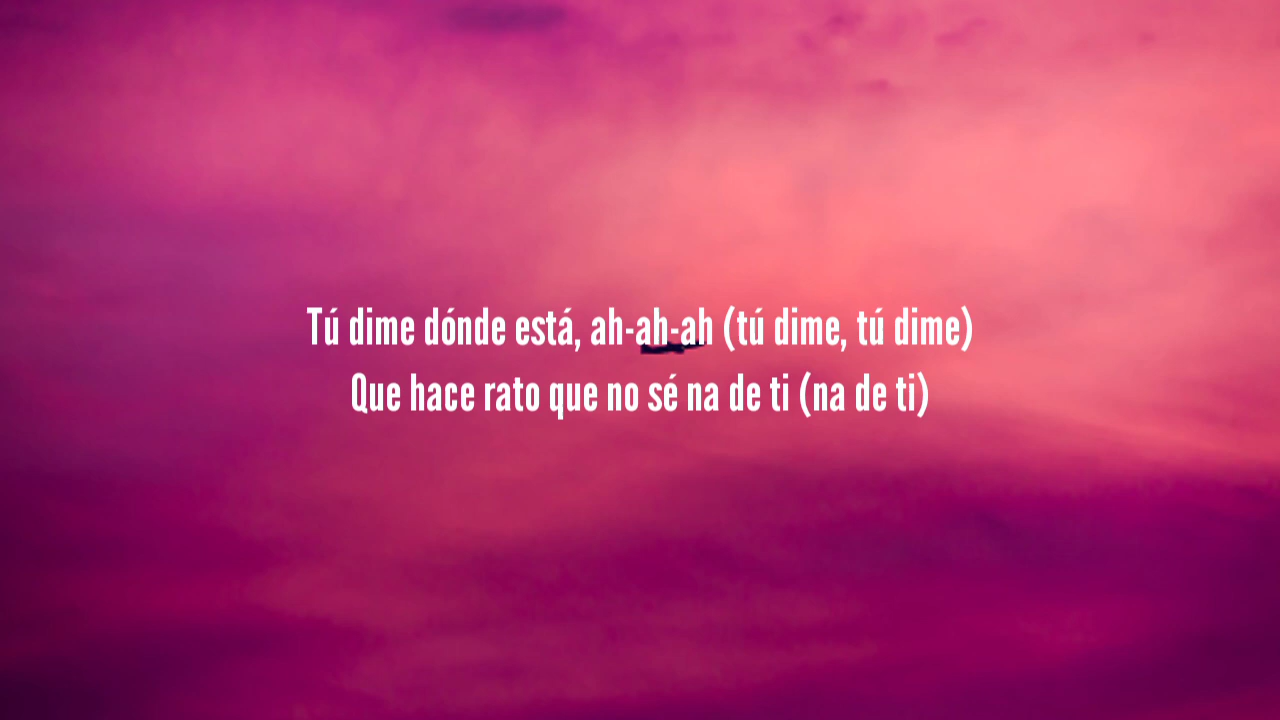 Tú dime dónde está, ah-ah-ah (tú dime, tú dime)
Que hace rato que no sé na de ti (na de ti)